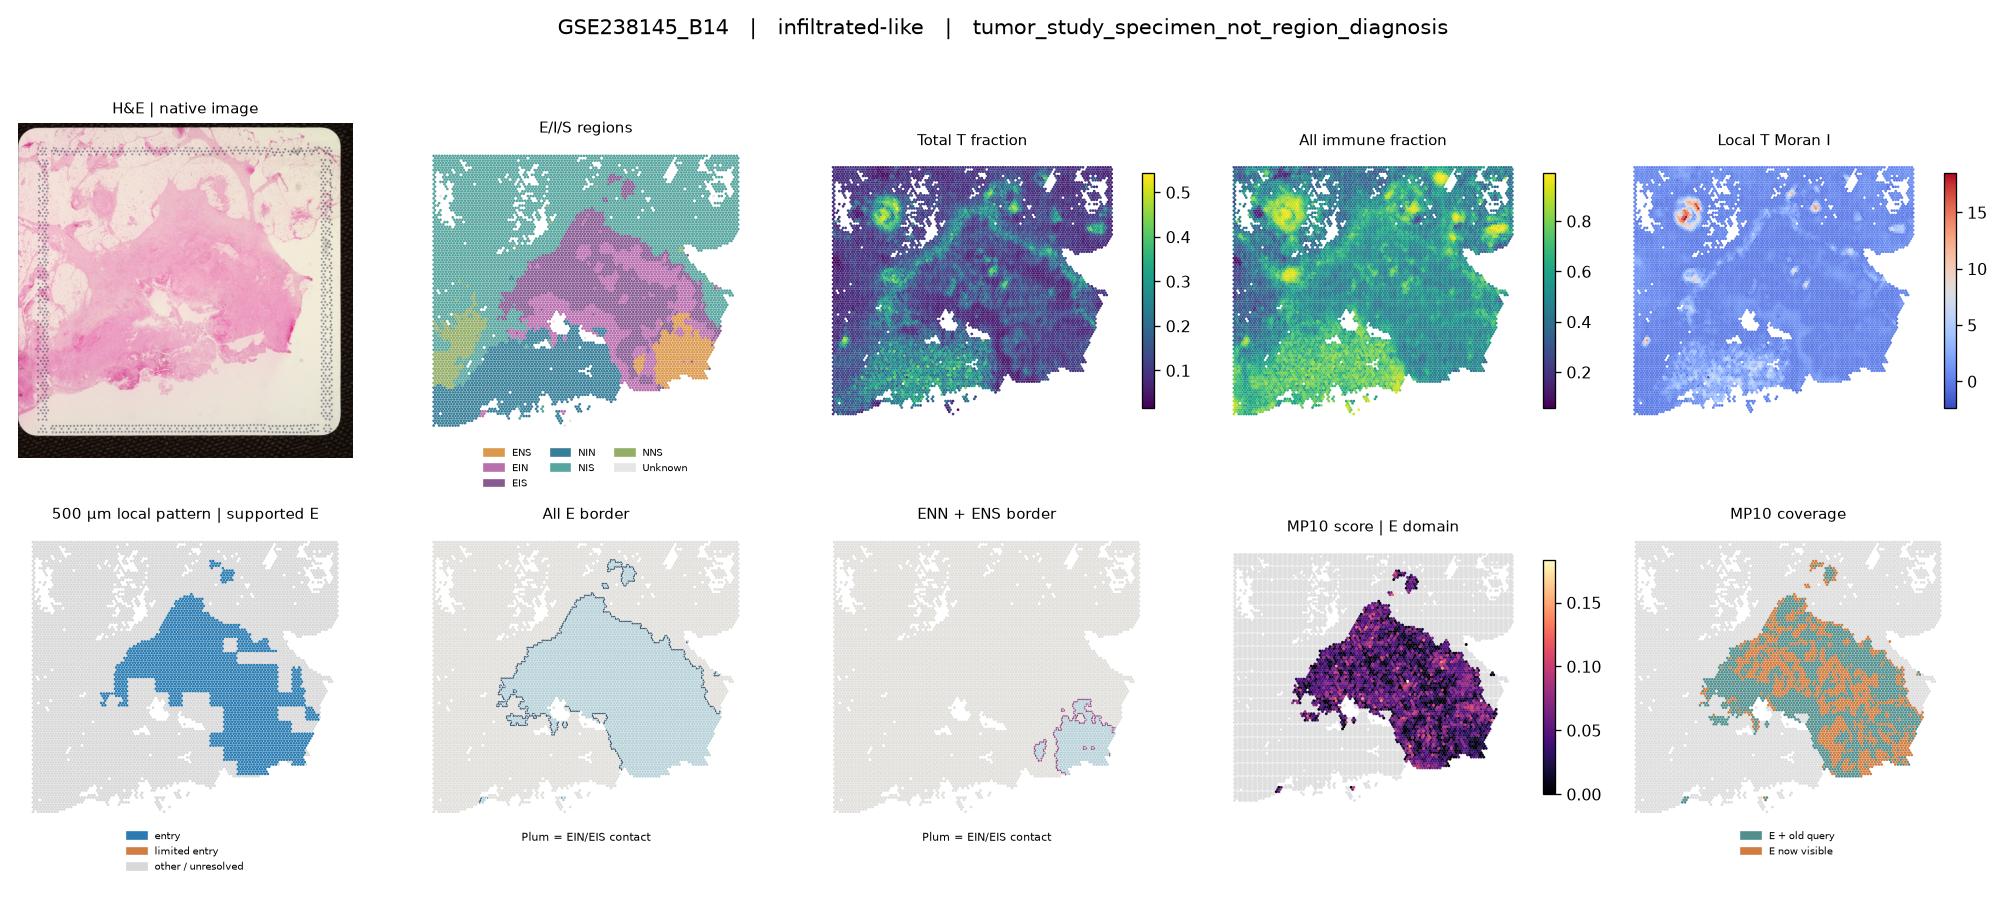 GSE238145_B14 | infiltrated-like | tumor_study_specimen_not_region_diagnosis
H&E | native image
E/I/S regions
ENS
EIN
EIS
NIN
NIS
NNS
Unknown
Total T fraction
0.5
0.4
0.3
0.2
0.1
All immune fraction
0.8
0.6
0.4
0.2
Local T Moran I
15
10
5
0
500 µm local pattern | supported E
entry
limited entry
other / unresolved
All E border
Plum = EIN/EIS contact
ENN + ENS border
Plum = EIN/EIS contact
MP10 score | E domain
0.15
0.10
0.05
0.00
MP10 coverage
E + old query
E now visible